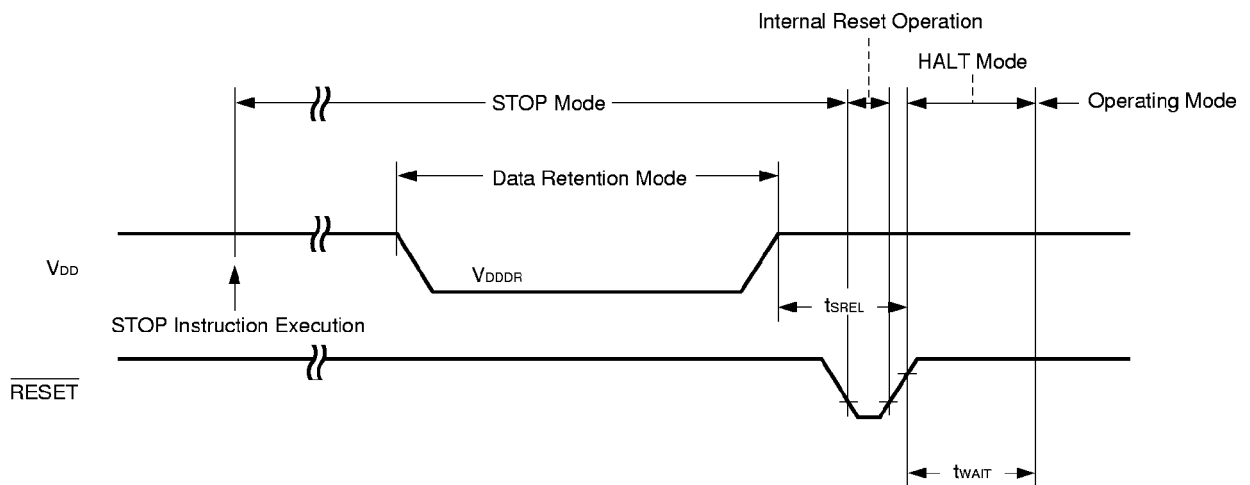 Internal Reset Operation
HALT Mode
STOP Mode
Operating Mode
Data Retention Mode
VDD
VDDDR
tSREL
STOP Instruction Execution
RESET
tWAIT